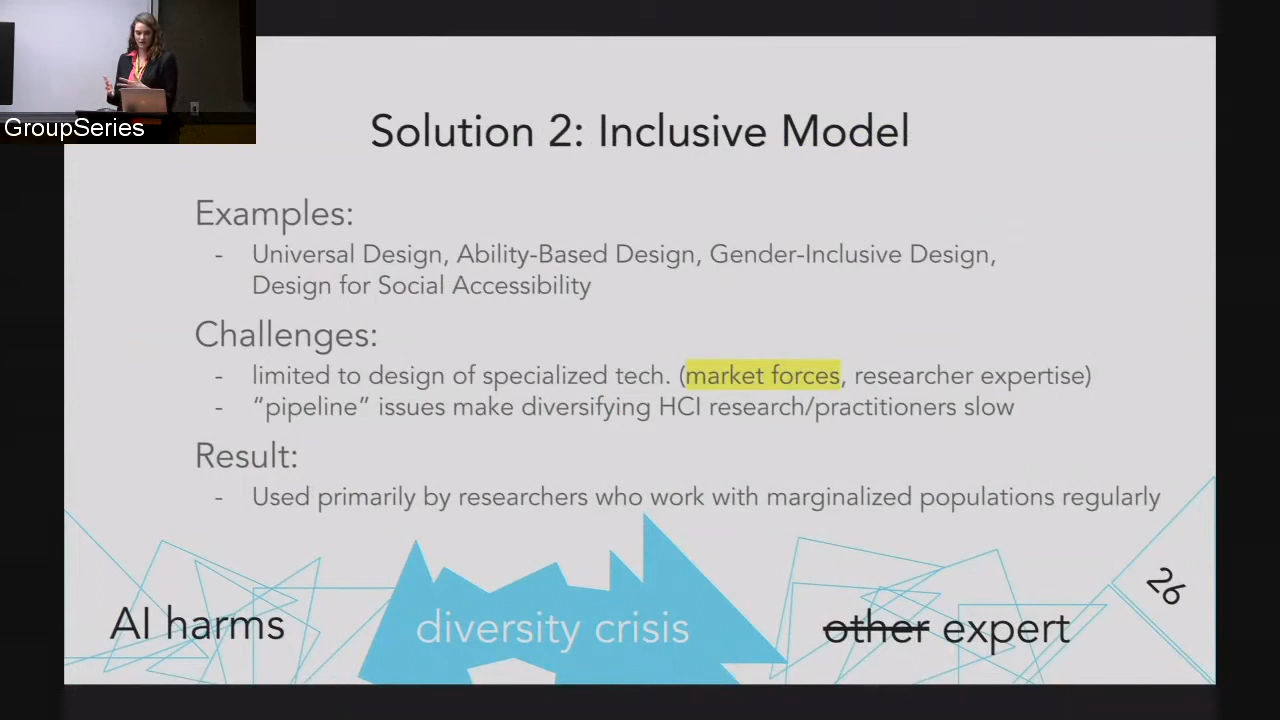 GroupSeries
Solution 2: Inclusive Model
Examples:
- Universal Design, Ability-Based Design, Gender-Inclusive Design,
Design for Social Accessibility
Challenges:
- limited to design of specialized tech. (market forces, researcher expertise)
- “pipeline” issues make diversifying HCI research/practitioners slow
Result:
- Used primarily by researchers who work with marginalized populations regularly
AI harms
diversity crisis
other expert
26